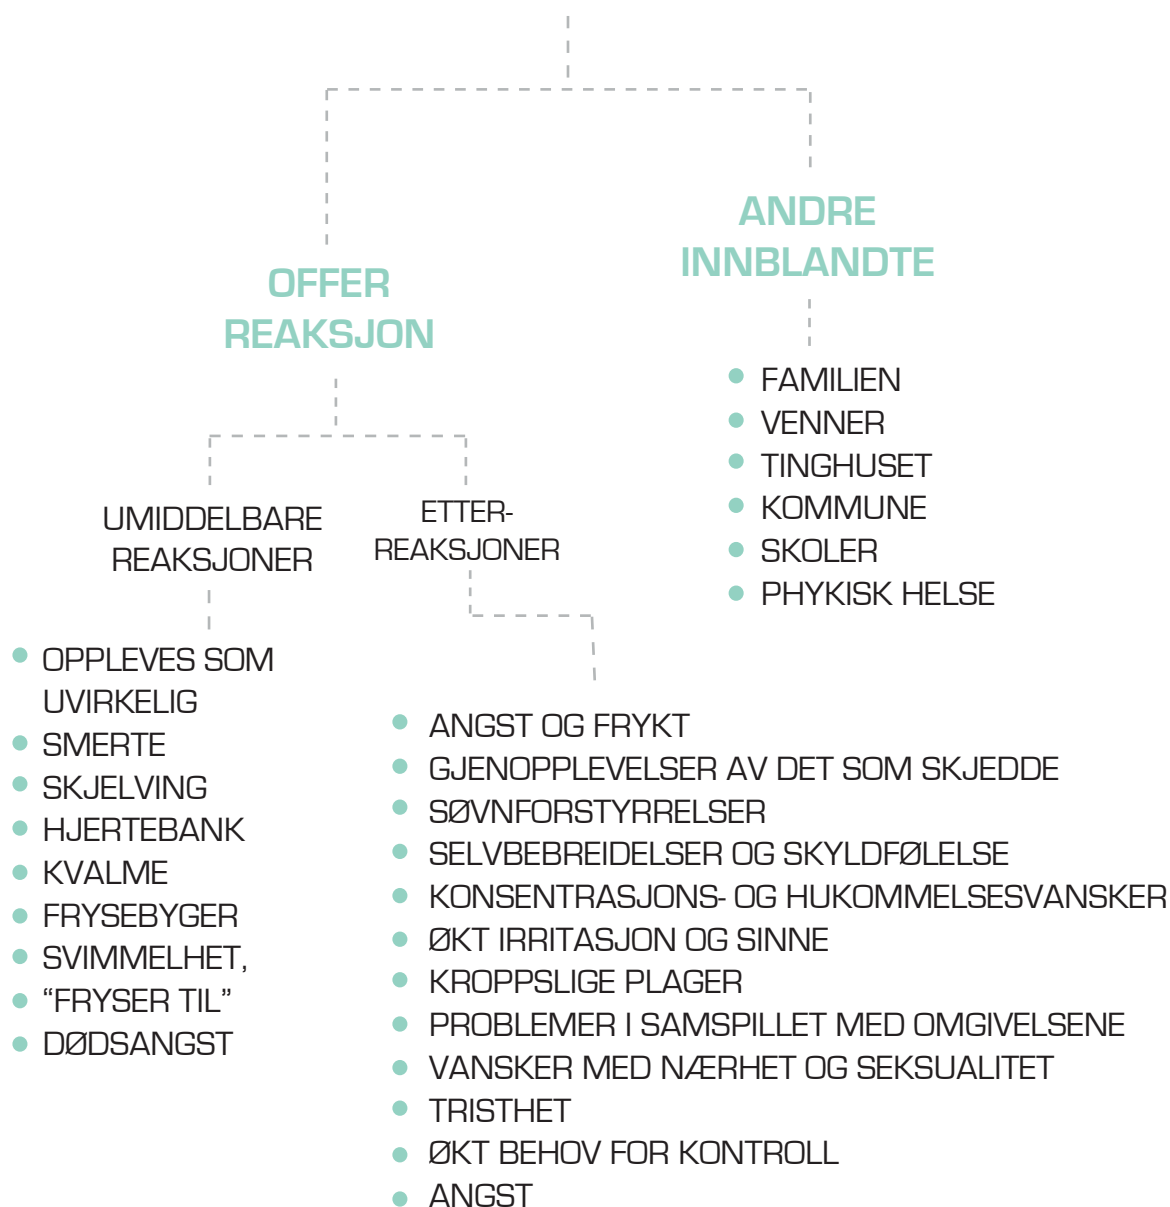 OFFER
REAKSJON
UMIDDELBARE
REAKSJONER
OPPLEVES SOM
UVIRKELIG
SMERTE
SKJELVING
HJERTEBANK
KVALME
FRYSEBYGER
SVIMMELHET,
“FRYSER TIL”
DØDSANGST
ETTER-
REAKSJONER
ANGST OG FRYKT
GJENOPPLEVELSER AV DET SOM SKJEDDE
SØVNFORSTYRRELSER
SELVBEBREIDELSER OG SKYLDFØLELSE
KONSENTRASJONS- OG HUKOMMELSESVANSKER
ØKT IRRITASJON OG SINNE
KROPPSLIGE PLAGER
PROBLEMER I SAMSPILLET MED OMGIVELSENE
VANSKER MED NÆRHET OG SEKSUALITET
TRISTHET
ØKT BEHOV FOR KONTROLL
ANGST
ANDRE
INNBLANDTE
FAMILIEN
VENNER
TINGHUSET
KOMMUNE
SKOLER
PHYKISK HELSE